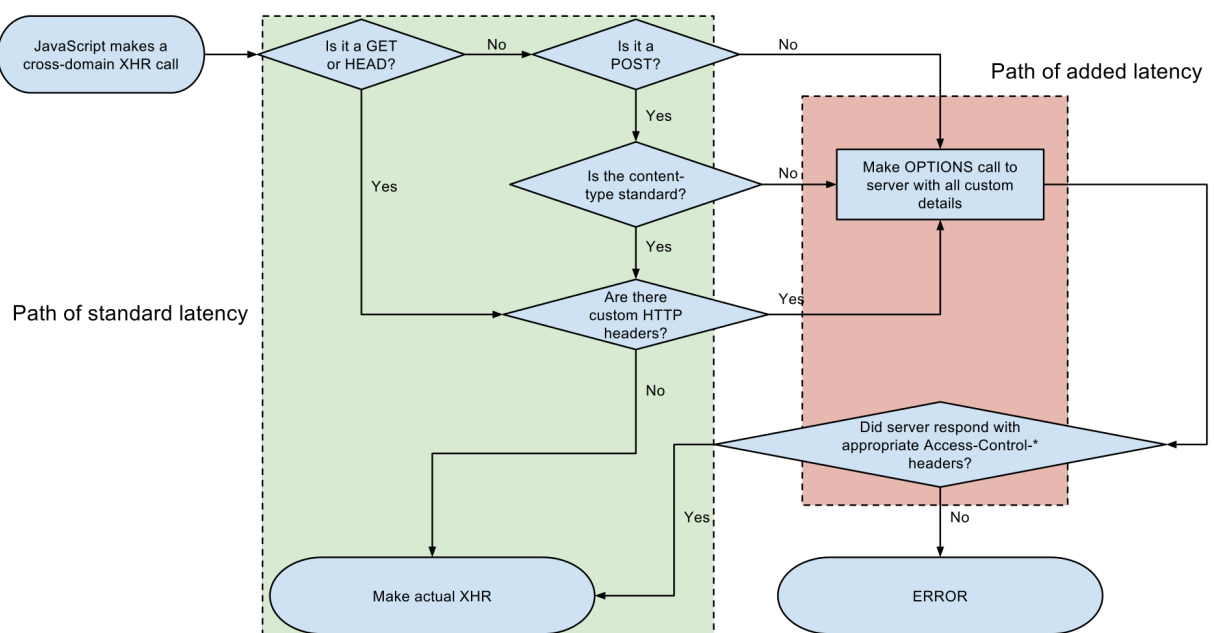 JavaScript makes a
cross-domain XHR call
Is it a GET
or HEAD?
No
Is it a
POST?
No
Path of added latency
Yes
Yes
Is the content-
type standard?
No
Make OPTIONS call to
server with all custom
details
Yes
Path of standard latency
Are there
custom HTTP
headers?
Yes
No
Did server respond with
appropriate Access-Control-*
headers?
Yes
No
Make actual XHR
ERROR